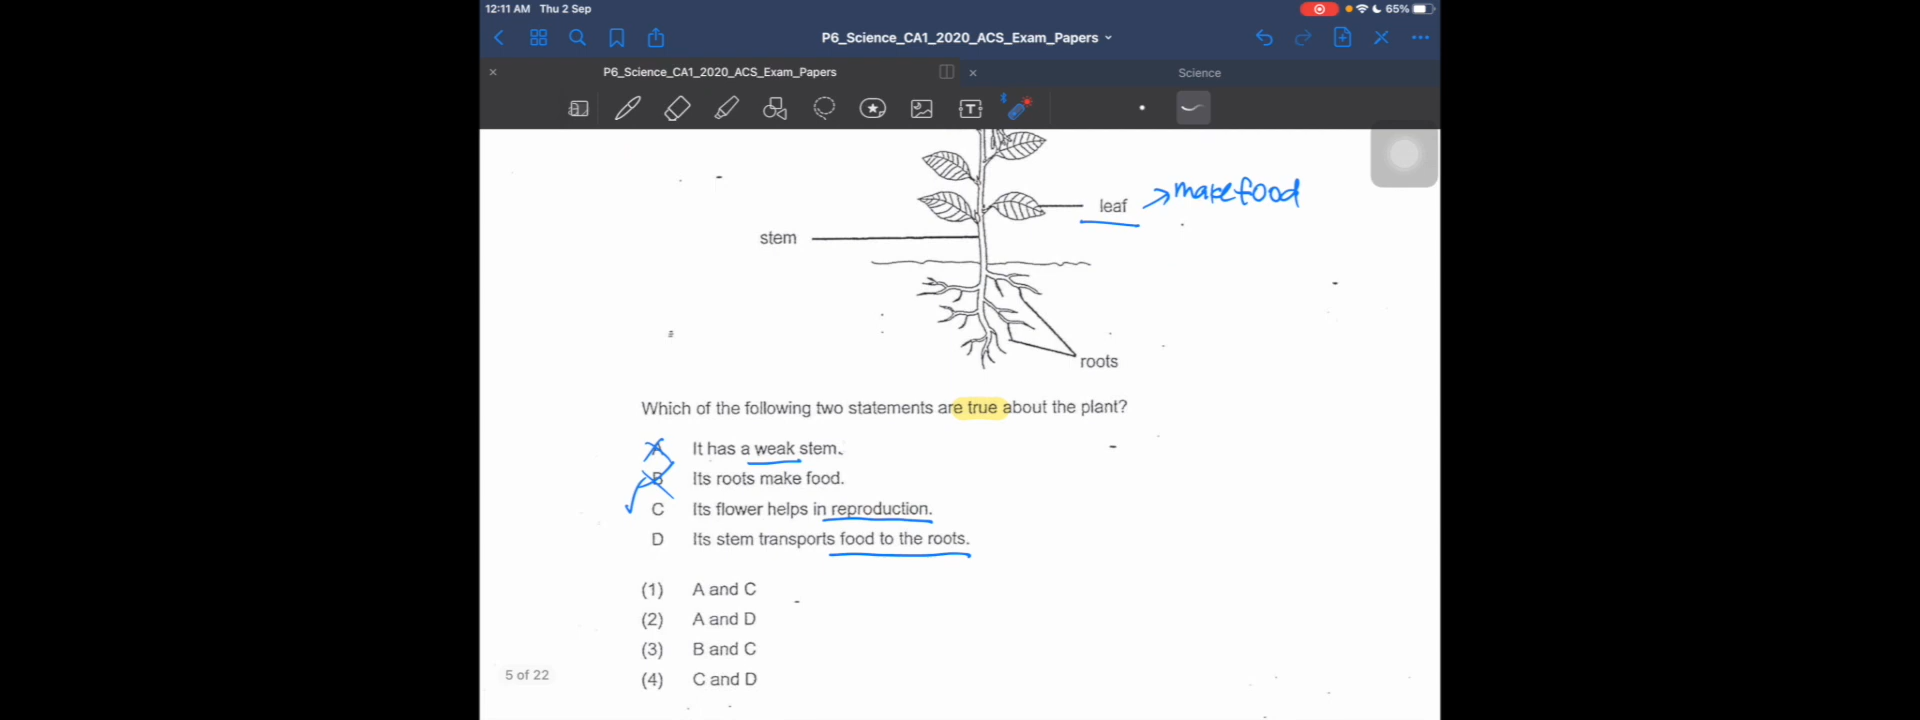 12:11 AM Thu 2 Sep
65%
P6_Science_CA1_2020_ACS_Exam_Papers
P6_Science_CA1_2020_ACS_Exam_Papers
Science
T
leaf → make food
stem
roots
Which of the following two statements are true about the plant?
A It has a weak stem.
B Its roots make food.
C Its flower helps in reproduction.
D Its stem transports food to the roots.
(1) A and C
(2) A and D
(3) B and C
(4) C and D
5 of 22